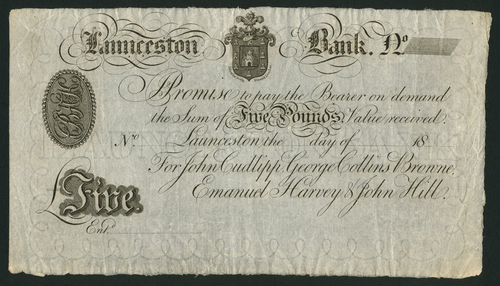 Launceston Bank. No
I Promise to pay the Bearer on demand
the Sum of Five Pounds Value received.
No Launceston the day of 18
For John Cudlipp, George Collins Browne,
Emanuel Harvey & John Hill.
£Five.
Entd.